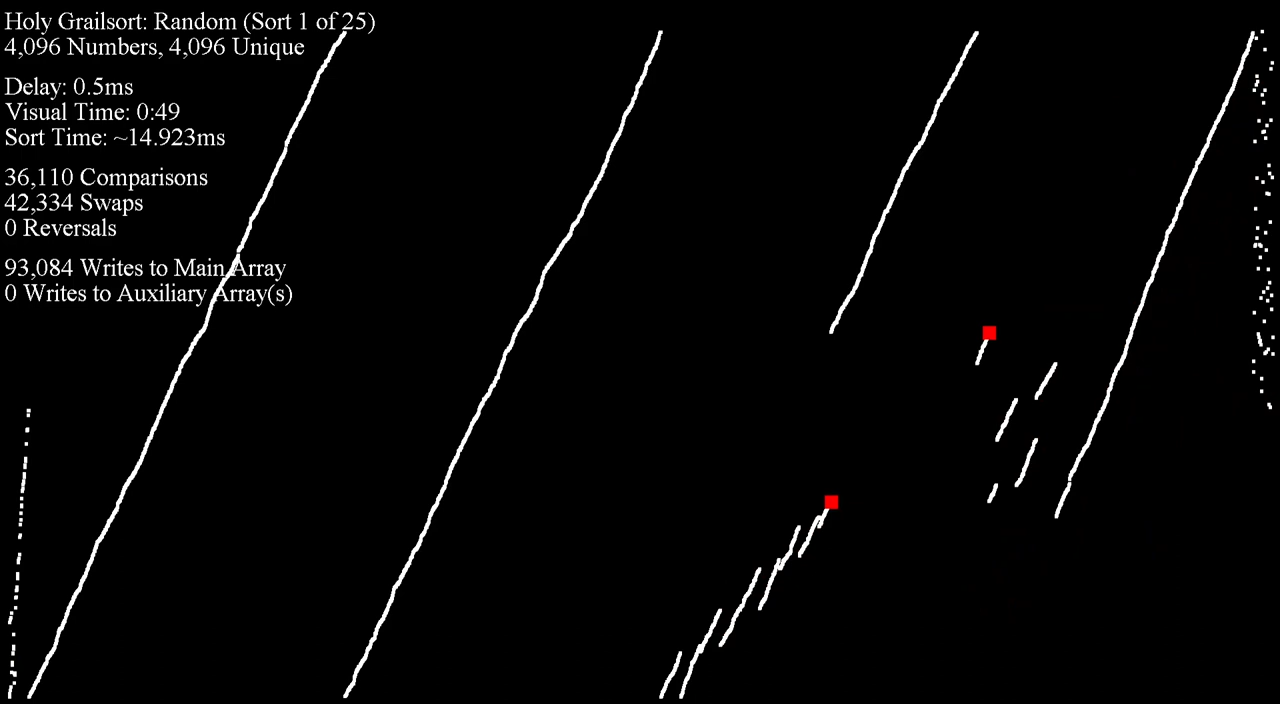 Holy Grailsort: Random (Sort 1 of 25)
4,096 Numbers, 4,096 Unique
Delay: 0.5ms
Visual Time: 0:49
Sort Time: ~14.923ms
36,110 Comparisons
42,334 Swaps
0 Reversals
93,084 Writes to Main Array
0 Writes to Auxiliary Array(s)